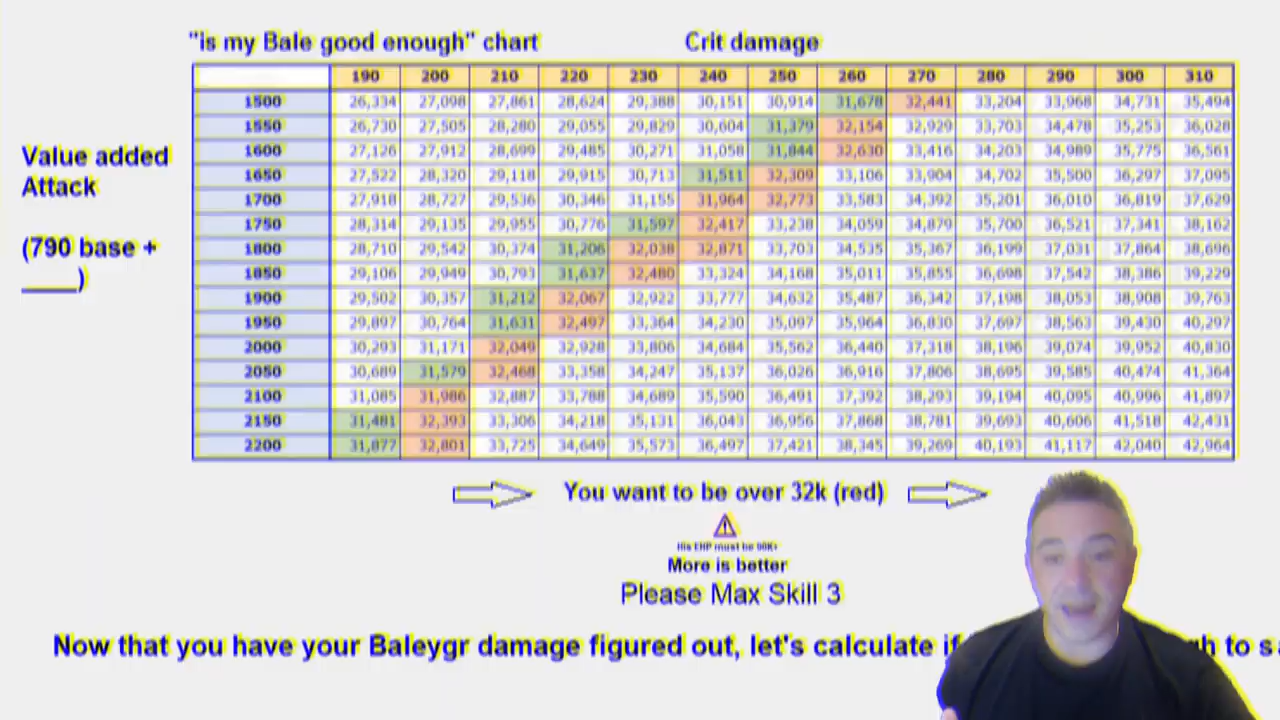 "is my Bale good enough" chart Crit damage
190 200 210 220 230 240 250 260 270 280 290 300 310
1500 26,334 27,098 27,861 28,624 29,388 30,151 30,914 31,678 32,441 33,204 33,968 34,731 35,494
1550 26,730 27,505 28,280 29,055 29,829 30,604 31,379 32,154 32,929 33,703 34,478 35,253 36,028
1600 27,126 27,912 28,699 29,485 30,271 31,058 31,844 32,630 33,416 34,203 34,989 35,775 36,561
1650 27,522 28,320 29,118 29,915 30,713 31,511 32,309 33,106 33,904 34,702 35,500 36,297 37,095
1700 27,918 28,727 29,536 30,346 31,155 31,964 32,773 33,583 34,392 35,201 36,010 36,819 37,629
1750 28,314 29,135 29,955 30,776 31,597 32,417 33,238 34,059 34,879 35,700 36,521 37,341 38,162
1800 28,710 29,542 30,374 31,206 32,038 32,871 33,703 34,535 35,367 36,199 37,031 37,864 38,696
1850 29,106 29,949 30,793 31,637 32,480 33,324 34,168 35,011 35,855 36,698 37,542 38,386 39,229
1900 29,502 30,357 31,212 32,067 32,922 33,777 34,632 35,487 36,342 37,198 38,053 38,908 39,763
1950 29,897 30,764 31,631 32,497 33,364 34,230 35,097 35,964 36,830 37,697 38,563 39,430 40,297
2000 30,293 31,171 32,049 32,928 33,806 34,684 35,562 36,440 37,318 38,196 39,074 39,952 40,830
2050 30,689 31,579 32,468 33,358 34,247 35,137 36,026 36,916 37,806 38,695 39,585 40,474 41,364
2100 31,085 31,986 32,887 33,788 34,689 35,590 36,491 37,392 38,293 39,194 40,095 40,996 41,897
2150 31,481 32,393 33,306 34,218 35,131 36,043 36,956 37,868 38,781 39,693 40,606 41,518 42,431
2200 31,877 32,801 33,725 34,649 35,573 36,497 37,421 38,345 39,269 40,193 41,117 42,040 42,964
Value added
Attack
(790 base +
____)
You want to be over 32k (red)
His EHP must be 90K+
More is better
Please Max Skill 3
Now that you have your Baleygr damage figured out, let's calculate if